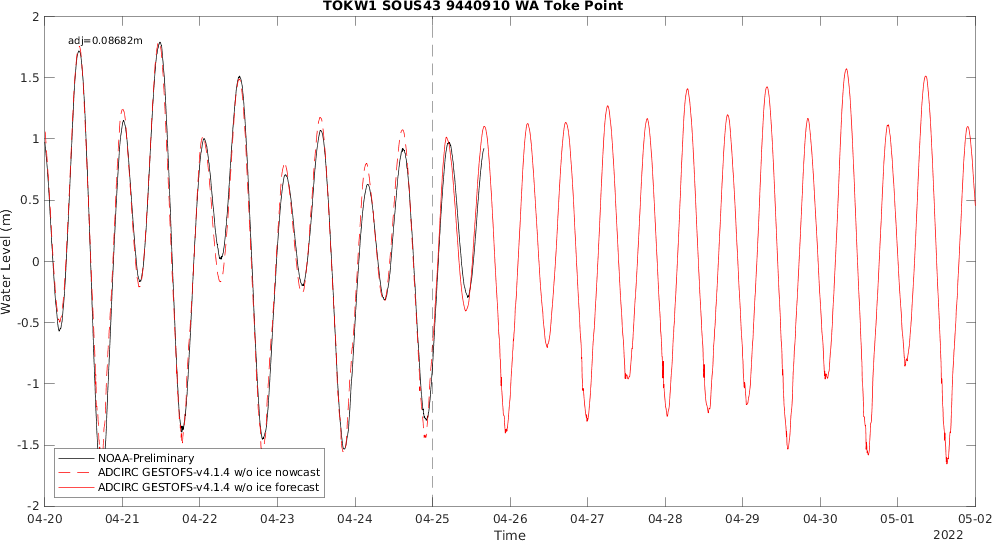 TOKW1 SOUS43 9440910 WA Toke Point
adj=0.08682m
2
1.5
1
0.5
0
-0.5
-1
-1.5
-2
Water Level (m)
NOAA-Preliminary
ADCIRC GESTOFS-v4.1.4 w/o ice nowcast
ADCIRC GESTOFS-v4.1.4 w/o ice forecast
04-20 04-21 04-22 04-23 04-24 04-25 04-26 04-27 04-28 04-29 04-30 05-01 05-02
Time
2022